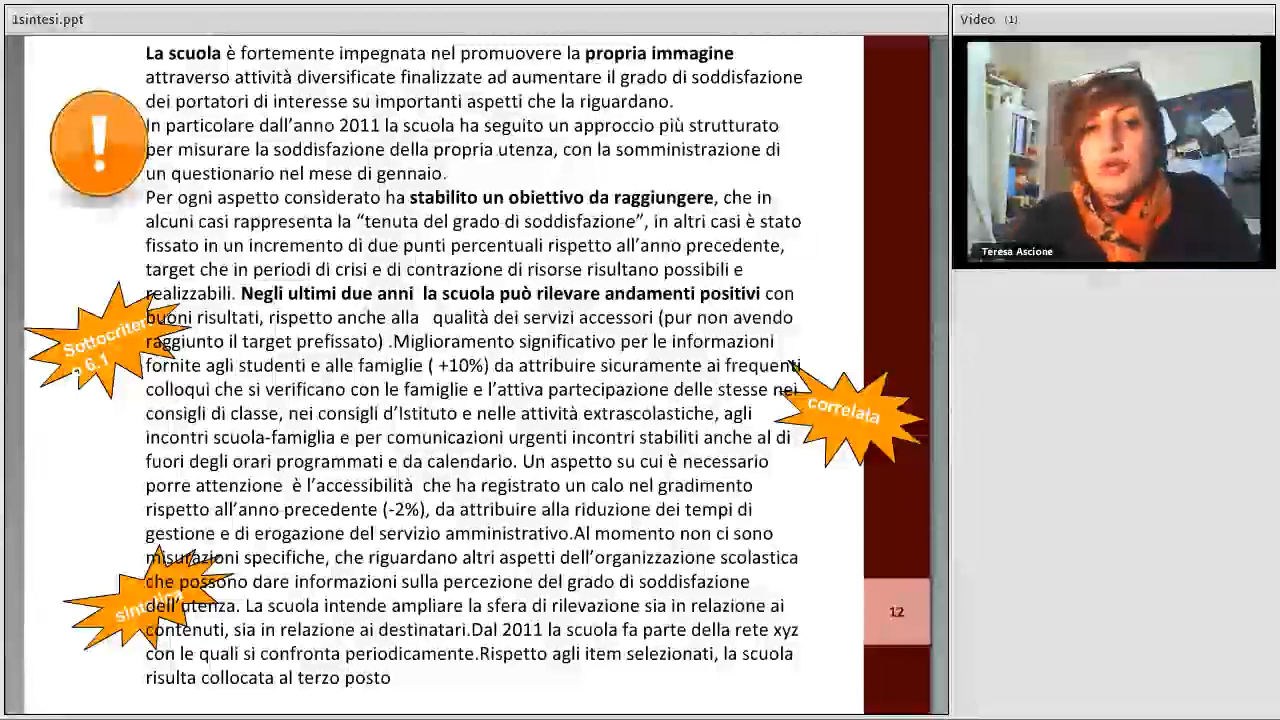 1sintesi.ppt
La scuola è fortemente impegnata nel promuovere la propria immagine
attraverso attività diversificate finalizzate ad aumentare il grado di soddisfazione
dei portatori di interesse su importanti aspetti che la riguardano.
In particolare dall'anno 2011 la scuola ha seguito un approccio più strutturato
per misurare la soddisfazione della propria utenza, con la somministrazione di
un questionario nel mese di gennaio.
Per ogni aspetto considerato ha stabilito un obiettivo da raggiungere, che in
alcuni casi rappresenta la "tenuta del grado di soddisfazione", in altri casi è stato
fissato in un incremento di due punti percentuali rispetto all'anno precedente,
target che in periodi di crisi e di contrazione di risorse risultano possibili e
realizzabili. Negli ultimi due anni la scuola può rilevare andamenti positivi con
buoni risultati, rispetto anche alla qualità dei servizi accessori (pur non avendo
raggiunto il target prefissato) .Miglioramento significativo per le informazioni
fornite agli studenti e alle famiglie ( +10%) da attribuire sicuramente ai frequenti
colloqui che si verificano con le famiglie e l'attiva partecipazione delle stesse nei
consigli di classe, nei consigli d'Istituto e nelle attività extrascolastiche, agli
incontri scuola-famiglia e per comunicazioni urgenti incontri stabiliti anche al di
fuori degli orari programmati e da calendario. Un aspetto su cui è necessario
porre attenzione è l'accessibilità che ha registrato un calo nel gradimento
rispetto all'anno precedente (-2%), da attribuire alla riduzione dei tempi di
gestione e di erogazione del servizio amministrativo.Al momento non ci sono
misurazioni specifiche, che riguardano altri aspetti dell'organizzazione scolastica
che possono dare informazioni sulla percezione del grado di soddisfazione
dell'utenza. La scuola intende ampliare la sfera di rilevazione sia in relazione ai
contenuti, sia in relazione ai destinatari.Dal 2011 la scuola fa parte della rete xyz
con le quali si confronta periodicamente.Rispetto agli item selezionati, la scuola
risulta collocata al terzo posto
!
Sottocriteri
o 6.1
correlata
sintetica
12
Video (1)
Teresa Ascione